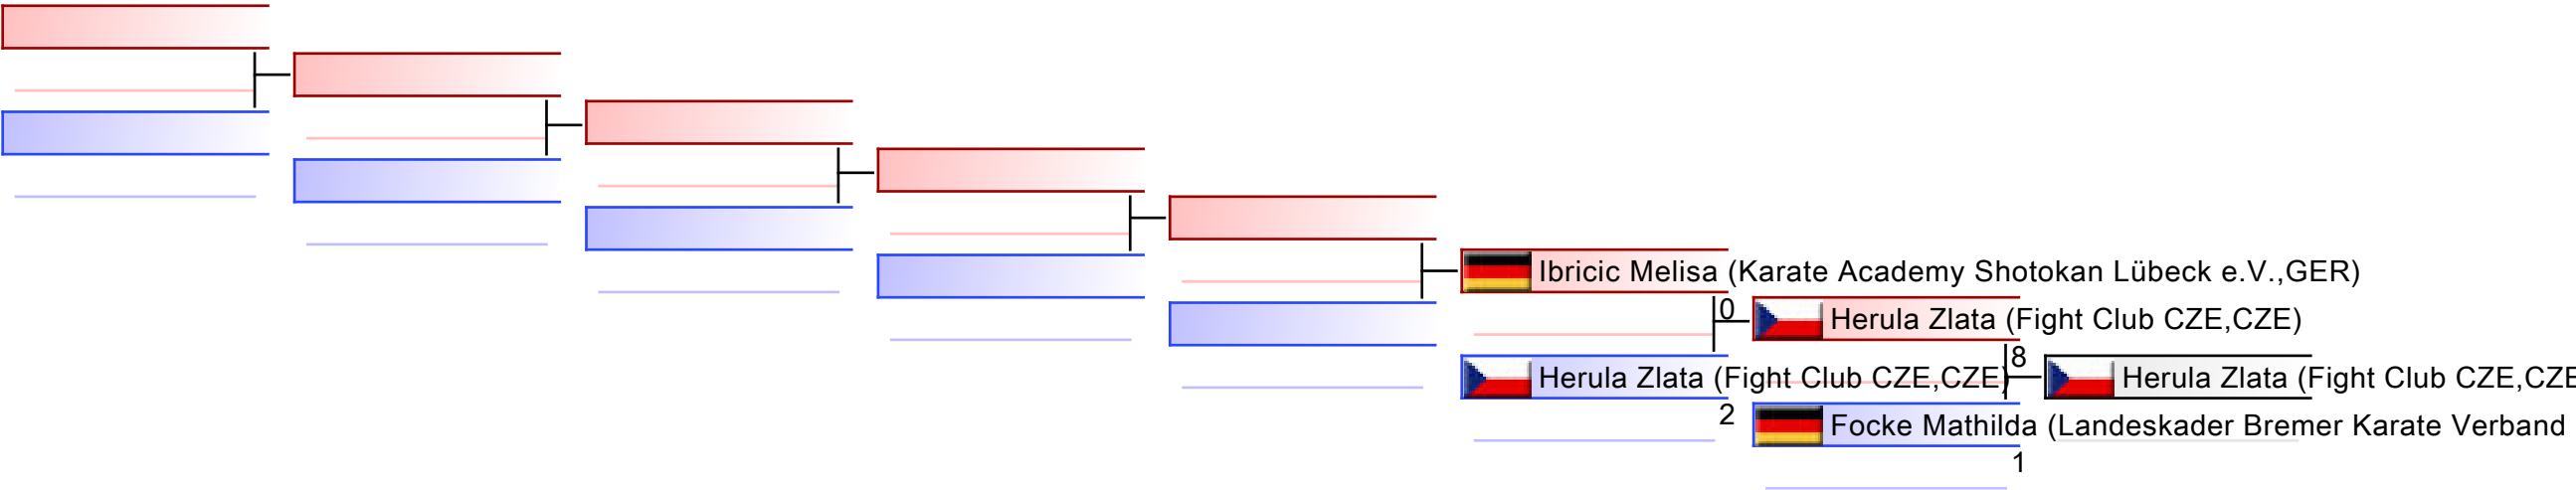 Ibricic Melisa (Karate Academy Shotokan Lübeck e.V.,GER)
0
Herula Zlata (Fight Club CZE,CZE)
Herula Zlata (Fight Club CZE,CZE)
2
8
Herula Zlata (Fight Club CZE,CZE
Focke Mathilda (Landeskader Bremer Karate Verband
1